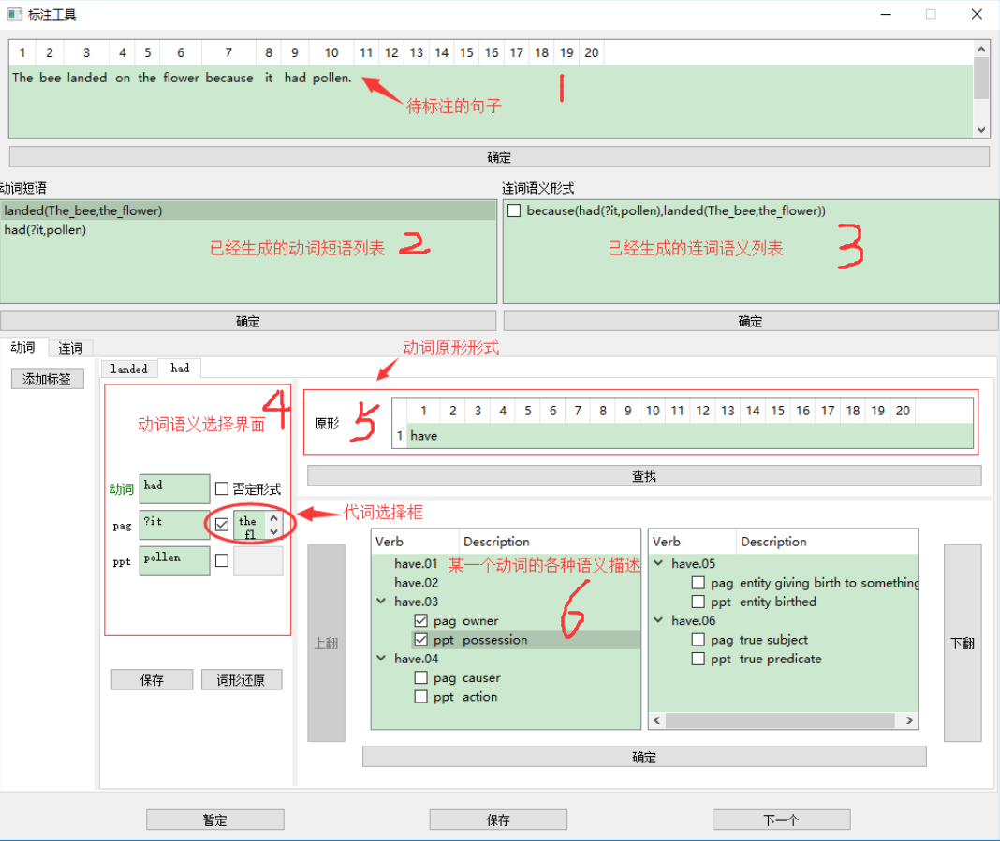 标注工具
1 2 3 4 5 6 7 8 9 10 11 12 13 14 15 16 17 18 19 20
The bee landed on the flower because it had pollen.
待标注的句子
1
确定
动词短语
landed(The_bee,the_flower)
had(?it,pollen)
已经生成的动词短语列表 2
确定
连词语义形式
because(had(?it,pollen),landed(The_bee,the_flower))
已经生成的连词语义列表 3
确定
动词 连词
添加标签
landed had
动词语义选择界面 4
动词 had 否定形式
pag ?it the fl
ppt pollen
代词选择框
保存 词形还原
动词原形形式
原形 5
1 2 3 4 5 6 7 8 9 10 11 12 13 14 15 16 17 18 19 20
1 have
查找
上翻
Verb Description
have.01 某一个动词的各种语义描述
have.02
6
have.03
pag owner
ppt possession
have.04
pag causer
ppt action
Verb Description
have.05
pag entity giving birth to something
ppt entity birthed
have.06
pag true subject
ppt true predicate
下翻
确定
暂定 保存 下一个